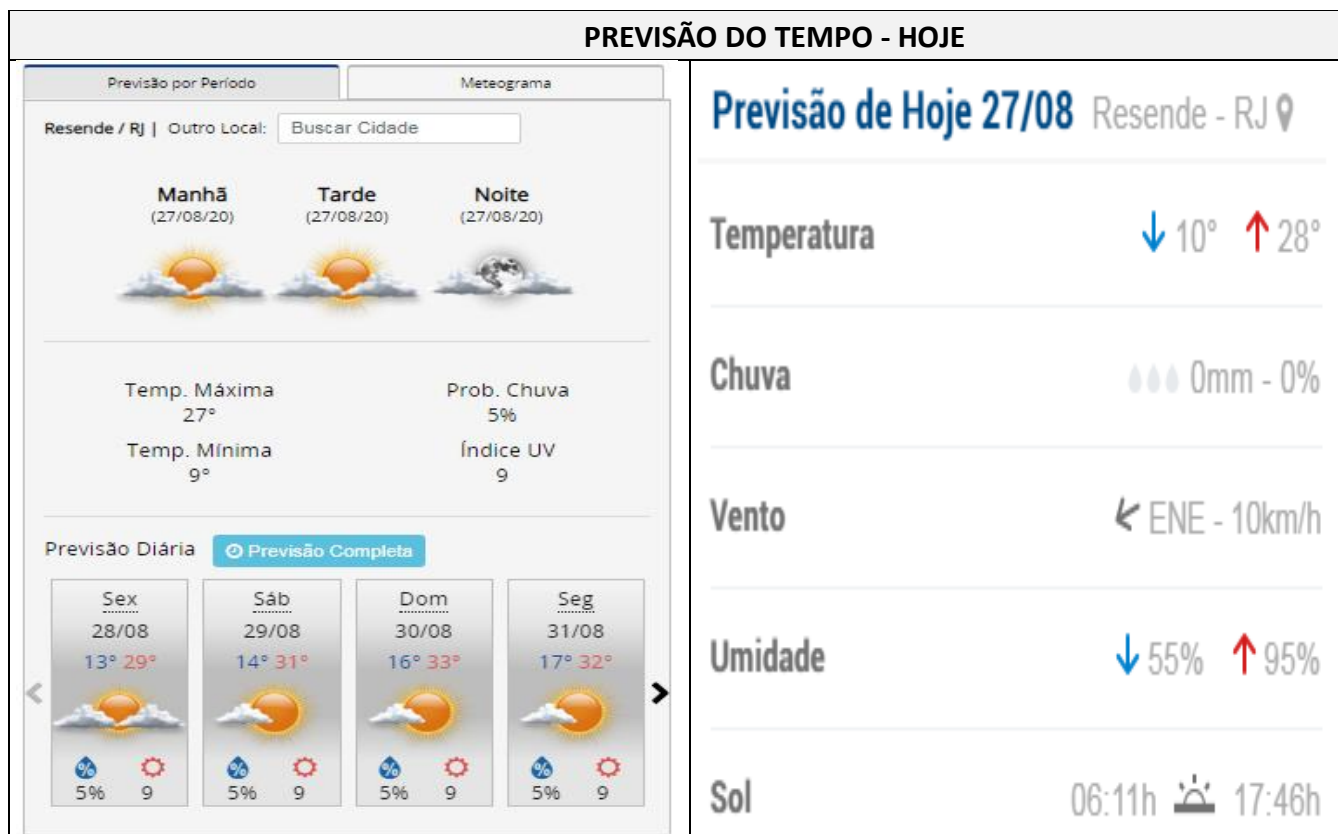 PREVISÃO DO TEMPO - HOJE
Previsão por Período
Meteograma
Resende / RJ | Outro Local: Buscar Cidade
Manhã Tarde Noite
(27/08/20) (27/08/20) (27/08/20)
Temp. Máxima Prob. Chuva
27° 5%
Temp. Mínima Índice UV
9° 9
Previsão Diária Previsão Completa
Sex Sáb Dom Seg
28/08 29/08 30/08 31/08
13° 29° 14° 31° 16° 33° 17° 32°
% % % %
5% 9 5% 9 5% 9 5% 9
Previsão de Hoje 27/08 Resende - RJ
Temperatura 10° 28°
Chuva 0mm - 0%
Vento ENE - 10km/h
Umidade 55% 95%
Sol 06:11h 17:46h